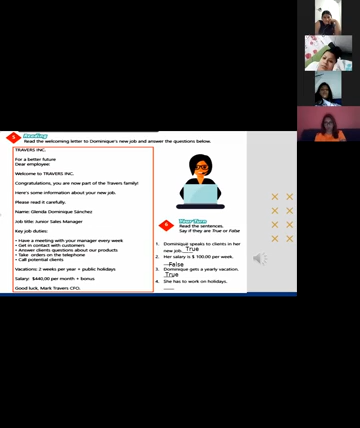 5 Reading
Read the welcoming letter to Dominique's new job and answer the questions below.
TRAVERS INC.
For a better future
Dear employee:
Welcome to TRAVERS INC.
Congratulations, you are now part of the Travers family!
Here's some information about your new job,
Please read it carefully.
Name: Glenda Dominique Sánchez
Job title: Junior Sales Manager
Key job duties:
• Have a meeting with your manager every week
• Get in contact with customers
• Answer clients questions about our products
• Take orders on the telephone
• Call potential clients
Vacations: 2 weeks per year + public holidays
Salary: $440,00 per month + bonus
Good luck, Mark Travers CFO.
6 Your Turn
Read the sentences.
Say if they are True or False
1. Dominique speaks to clients in her
new job. True
2. Her salary is $ 100.00 per week.
False
3. Dominique gets a yearly vacation.
True
4. She has to work on holidays.